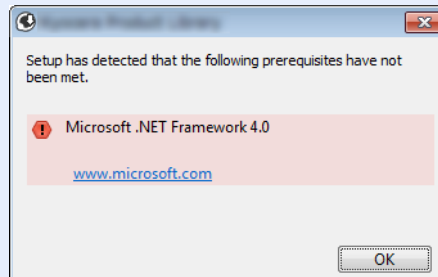 Setup has detected that the following prerequisites have not
been met.
Microsoft .NET Framework 4.0
www.microsoft.com
OK